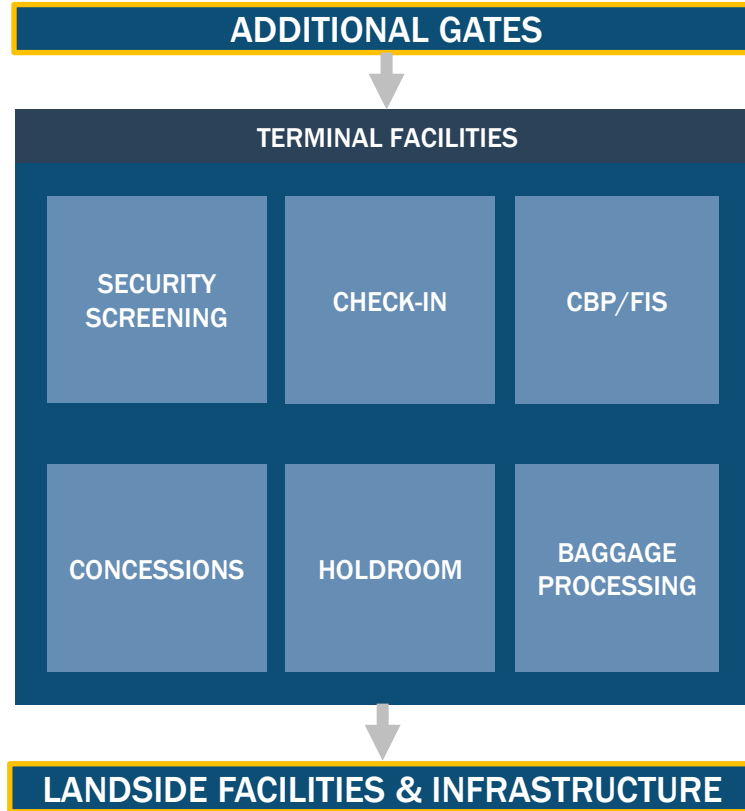 ADDITIONAL GATES
TERMINAL FACILITIES
SECURITY
SCREENING
CHECK-IN
CBP/FIS
CONCESSIONS
HOLDROOM
BAGGAGE
PROCESSING
LANDSIDE FACILITIES & INFRASTRUCTURE